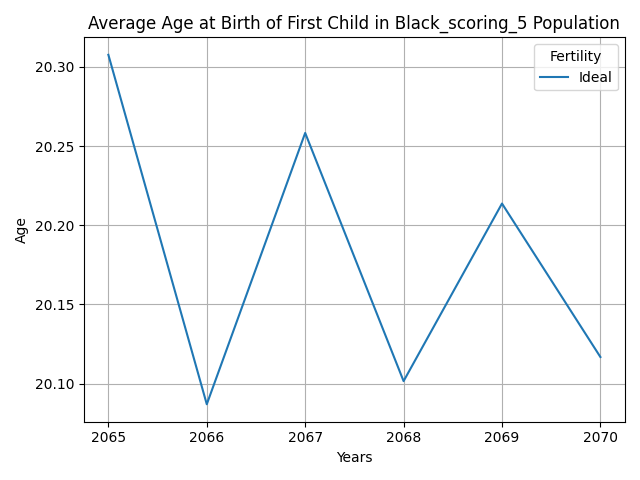 Average Age at Birth of First Child in Black_scoring_5 Population
Fertility
Ideal
20.30
20.25
20.20
20.15
20.10
Age
2065 2066 2067 2068 2069 2070
Years